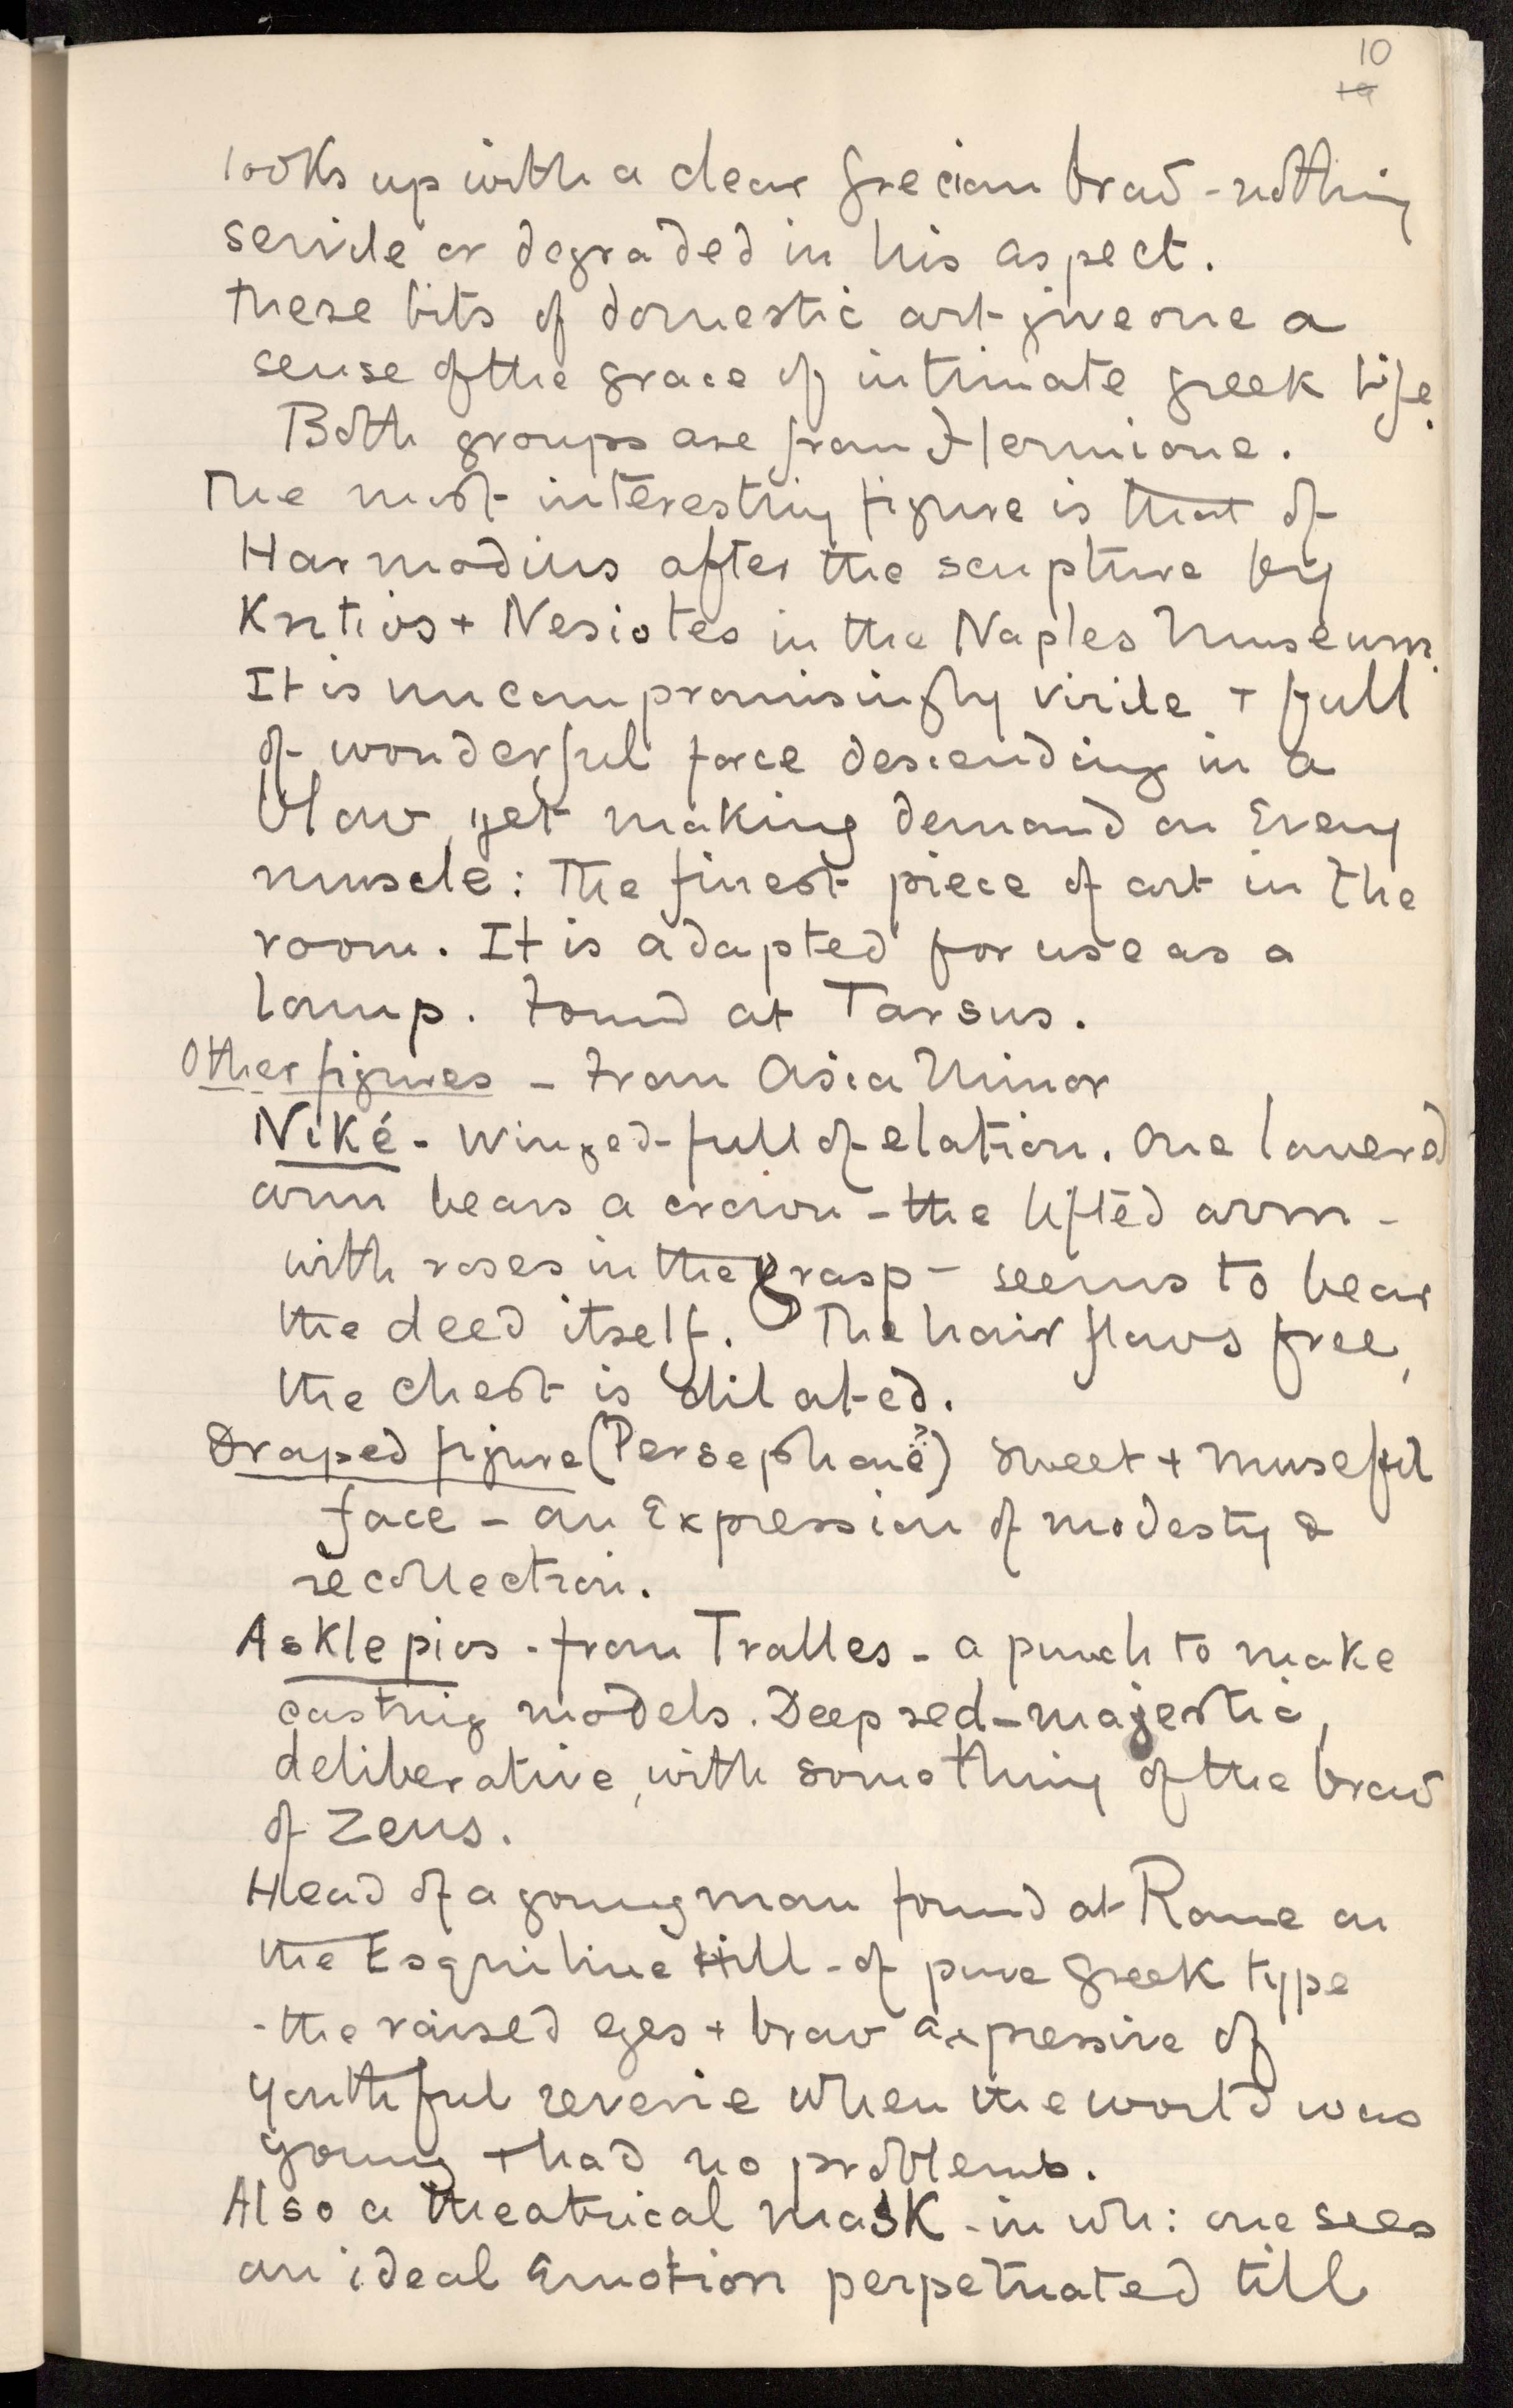 10
19
looks up with a clear Grecian brow - nothing
servile or degraded in his aspect.
These bits of domestic art give one a
sense of the grace of intimate greek life.
Both groups are from Hermione.
The most interesting figure is that of
Harmodius after the scupture by
Kritios + Nesiotes in the Naples Museum.
It is uncompromisingly virile + full
of wonderful force descending in a
blow, yet making demand on Every
muscle: The finest piece of art in the
room. It is adapted for use as a
lamp. Found at Tarsus.
Other figures - From Asia Minor
Niké - Winged - full of elation. One lowered
arm bears a crown - the lifted arm -
with roses in the grasp - seems to bear
the deed itself. The hair flows free,
the chest is dilated.
Draped figure (Persephone?) Sweet + museful
face - an Expression of modesty &
recollection.
Asklepios - from Tralles - a punch to make
casting models. Deep red - majestic,
deliberative, with something of the brow
of Zeus.
Head of a young man found at Rome on
the Esquiline Hill - of pure Greek type
- the raised eyes + brow expressive of
youthful reverie when the world was
young + had no problems.
Also a theatrical mask - in wh: one sees
an ideal Emotion perpetuated till